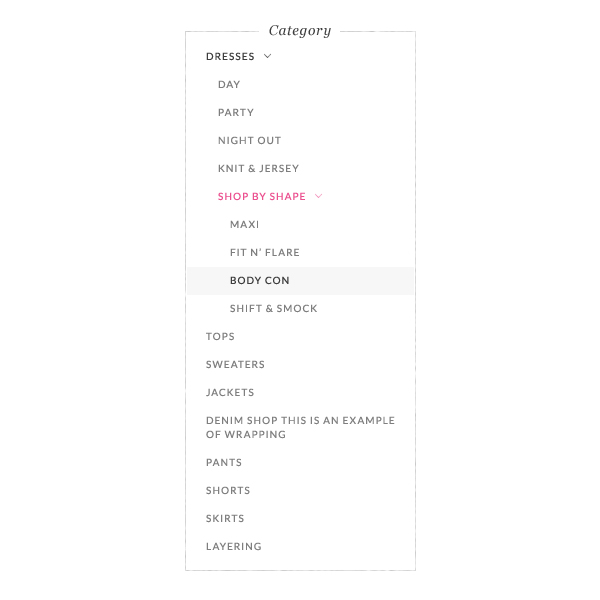 Category
DRESSES
DAY
PARTY
NIGHT OUT
KNIT & JERSEY
SHOP BY SHAPE
MAXI
FIT N' FLARE
BODY CON
SHIFT & SMOCK
TOPS
SWEATERS
JACKETS
DENIM SHOP THIS IS AN EXAMPLE
OF WRAPPING
PANTS
SHORTS
SKIRTS
LAYERING